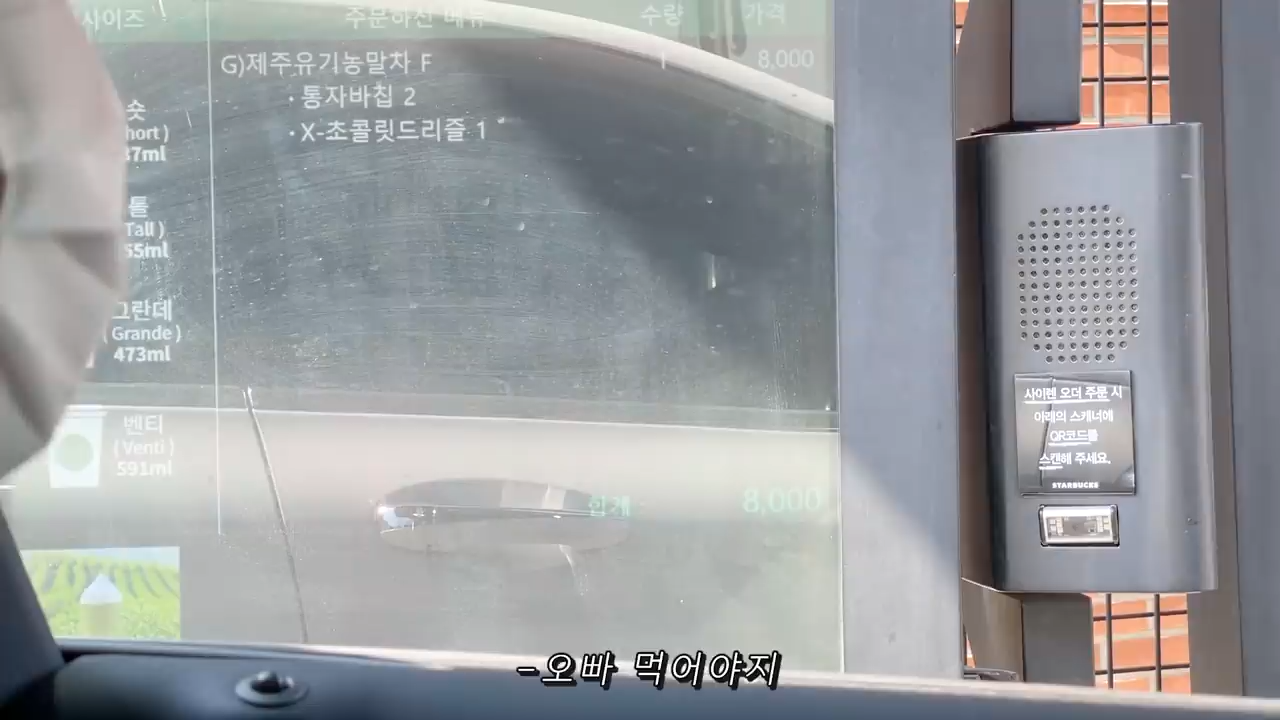 사이즈 주문하신 메뉴 수량 가격
G)제주유기농말차 F 1 8,000
· 통자바칩 2
· X-초콜릿드리즐 1
숏
hort )
37ml
톨
Tall )
55ml
그란데
( Grande )
473ml
벤티
( Venti )
591ml
합계 8,000
사이렌 오더 주문 시
아래의 스캐너에
QR코드를
스캔해 주세요.
STARBUCKS
-오빠 먹어야지